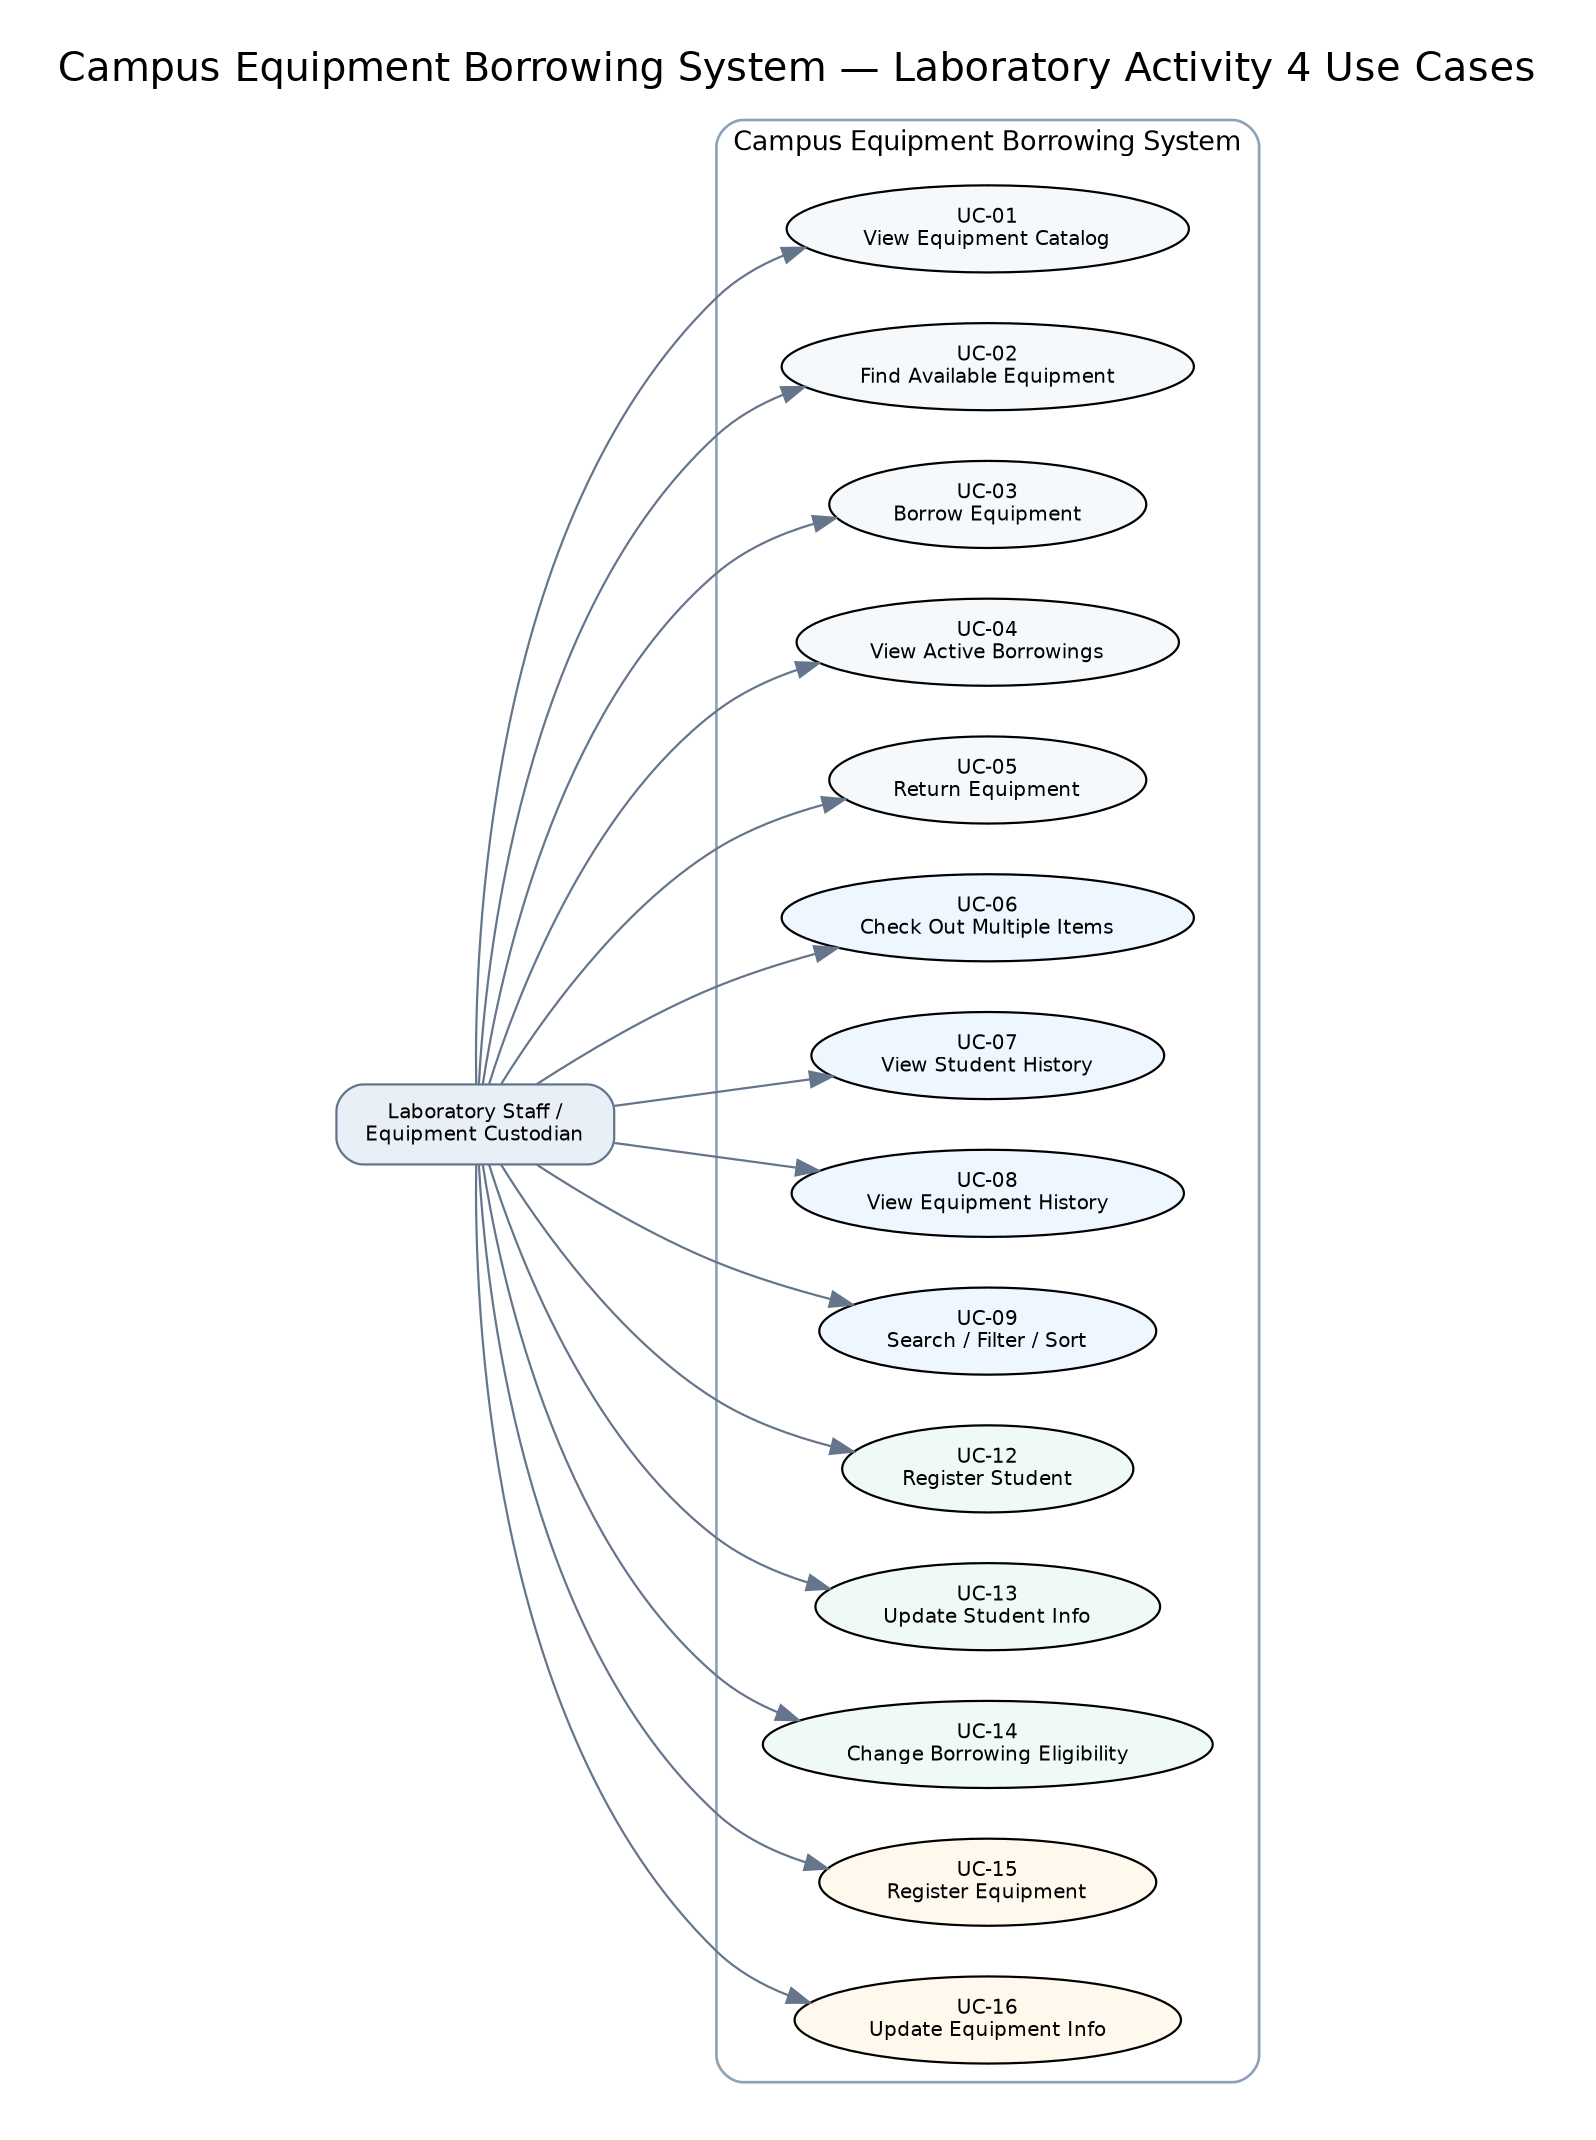 Campus Equipment Borrowing System — Laboratory Activity 4 Use Cases
Campus Equipment Borrowing System
UC-01
View Equipment Catalog
UC-02
Find Available Equipment
UC-03
Borrow Equipment
UC-04
View Active Borrowings
UC-05
Return Equipment
UC-06
Check Out Multiple Items
UC-07
View Student History
Laboratory Staff /
Equipment Custodian
UC-08
View Equipment History
UC-09
Search / Filter / Sort
UC-12
Register Student
UC-13
Update Student Info
UC-14
Change Borrowing Eligibility
UC-15
Register Equipment
UC-16
Update Equipment Info